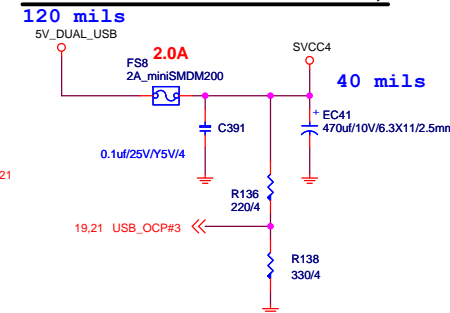 120 mils
5V_DUAL_USB
2.0A
FS8
2A_miniSMDM200
SVCC4
40 mils
C391
+ EC41
470uf/10V/6.3X11/2.5mm
0.1uf/25V/Y5V/4
21
R136
220/4
19,21 USB_OCP#3
R138
330/4